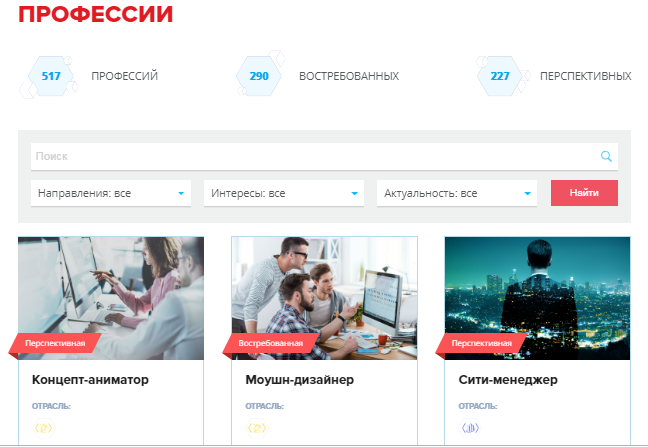 ПРОФЕССИИ
517 ПРОФЕССИЙ 290 ВОСТРЕБОВАННЫХ 227 ПЕРСПЕКТИВНЫХ
Поиск
Направления: все Интересы: все Актуальность: все Найти
Перспективная Востребованная Перспективная
Концепт-аниматор Моушн-дизайнер Сити-менеджер
ОТРАСЛЬ: ОТРАСЛЬ: ОТРАСЛЬ: